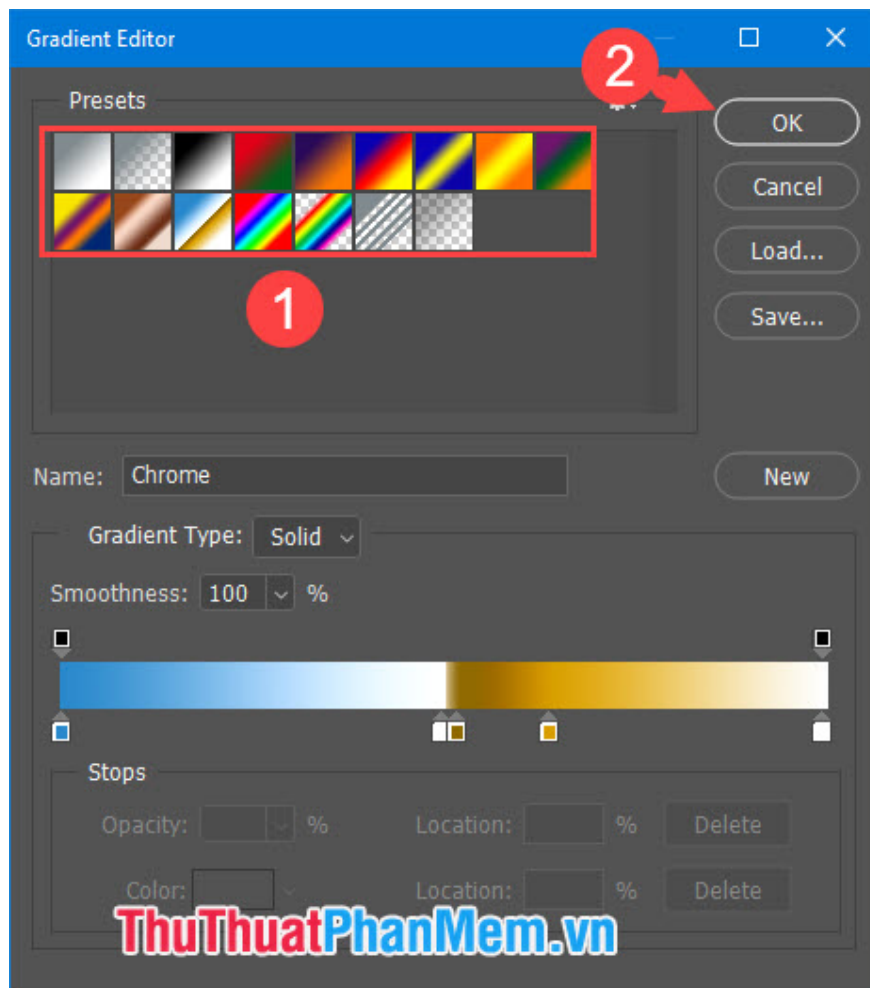 Gradient Editor
2
Presets
OK
Cancel
Load...
1
Save...
Name: Chrome
New
Gradient Type: Solid
Smoothness: 100 %
Stops
Opacity: % Location: % Delete
Color: Location: % Delete
ThuThuatPhanMem.vn